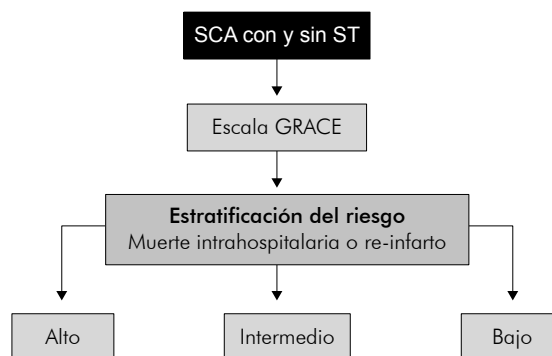 SCA con y sin ST
Escala GRACE
Estratificación del riesgo
Muerte intrahospitalaria o re-infarto
Alto
Intermedio
Bajo